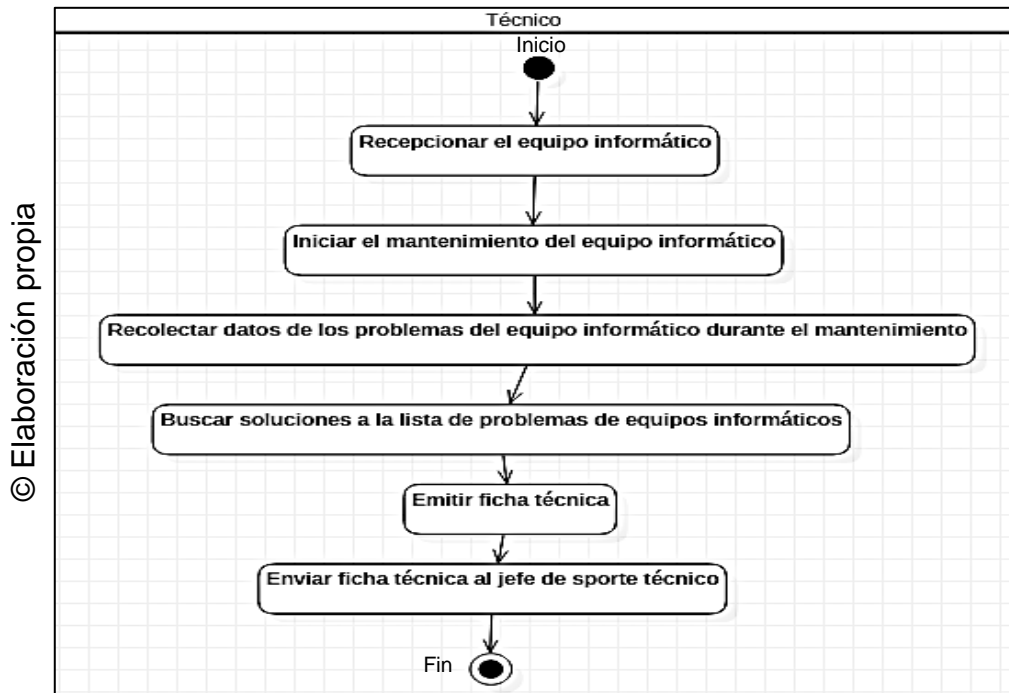 Técnico
Inicio
Recepcionar el equipo informático
Iniciar el mantenimiento del equipo informático
Recolectar datos de los problemas del equipo informático durante el mantenimiento
Buscar soluciones a la lista de problemas de equipos informáticos
Emitir ficha técnica
Enviar ficha técnica al jefe de sporte técnico
Fin
© Elaboración propia